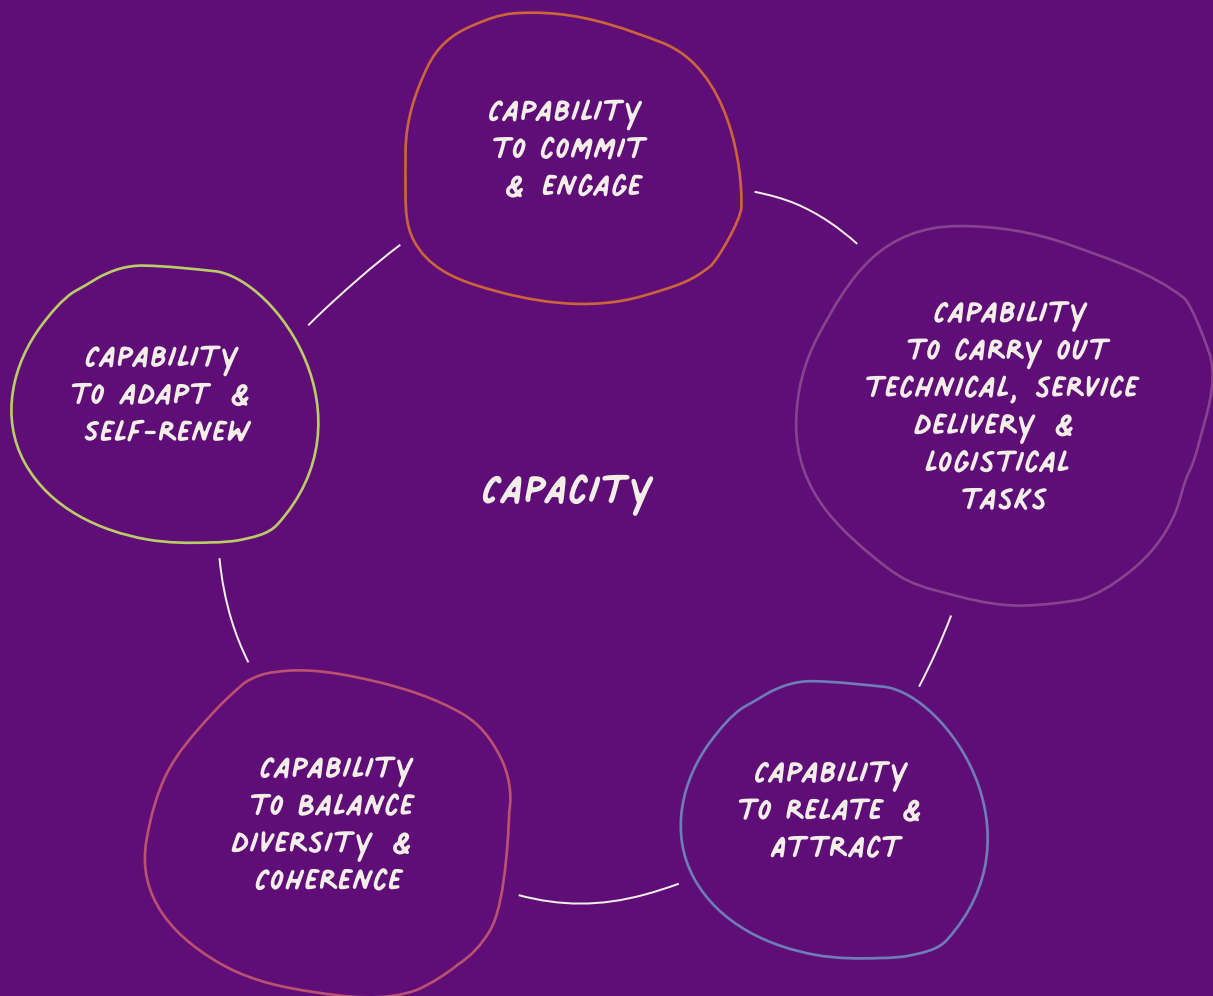 CAPABILITY
TO COMMIT
& ENGAGE
CAPABILITY
TO CARRY OUT
TECHNICAL, SERVICE
DELIVERY &
LOGISTICAL
TASKS
CAPABILITY
TO ADAPT &
SELF-RENEW
CAPACITY
CAPABILITY
TO BALANCE
DIVERSITY &
COHERENCE
CAPABILITY
TO RELATE &
ATTRACT